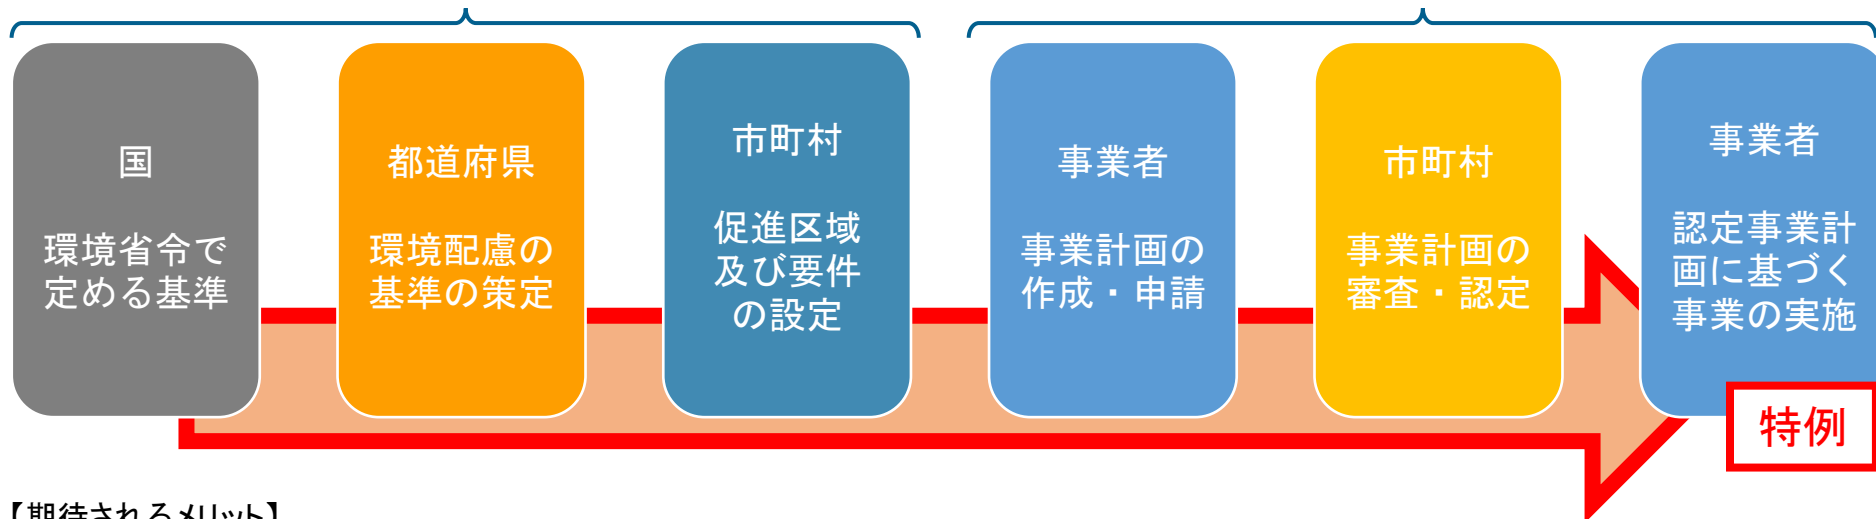 国
環境省令で
定める基準
都道府県
環境配慮の
基準の策定
市町村
促進区域
及び要件
の設定
事業者
事業計画の
作成・申請
市町村
事業計画の
審査・認定
事業者
認定事業計
画に基づく
事業の実施
特例
【期待されるメリット】